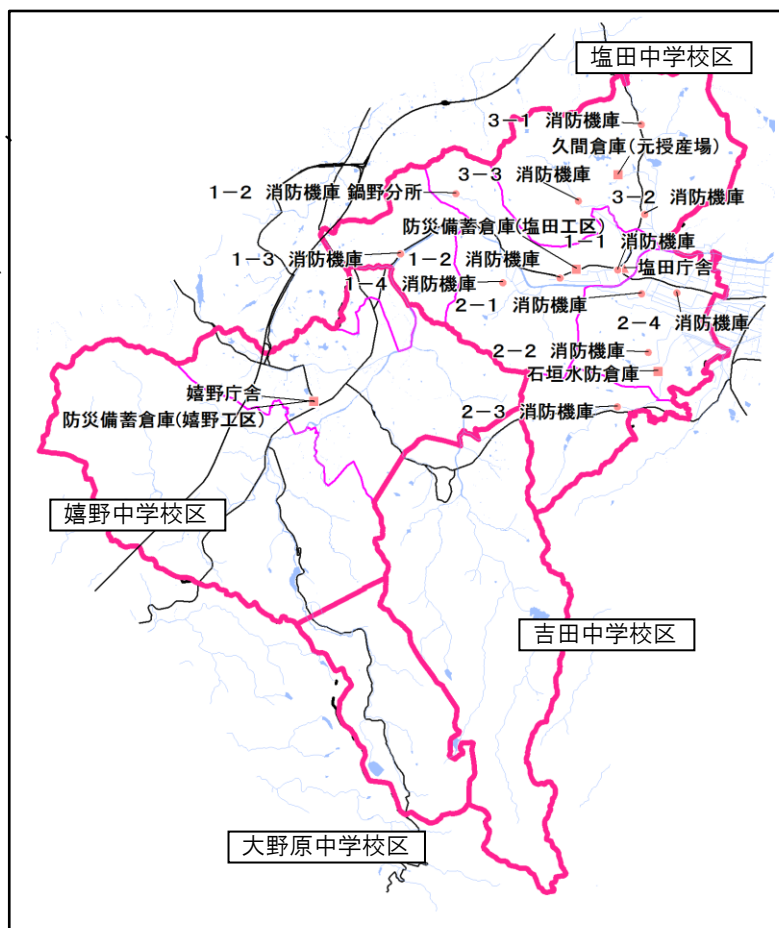 塩田中学校区
3－1 消防機庫
久間倉庫(元授産場)
3－3 消防機庫
1－2 消防機庫 鍋野分所
3－2 消防機庫
防災備蓄倉庫(塩田工区)
1－1 消防機庫
1－3 消防機庫
1－2 消防機庫
塩田庁舎
1－4 消防機庫
2－1 消防機庫
2－4 消防機庫
2－2 消防機庫
石垣水防倉庫
嬉野庁舎
2－3 消防機庫
防災備蓄倉庫(嬉野工区)
嬉野中学校区
吉田中学校区
大野原中学校区